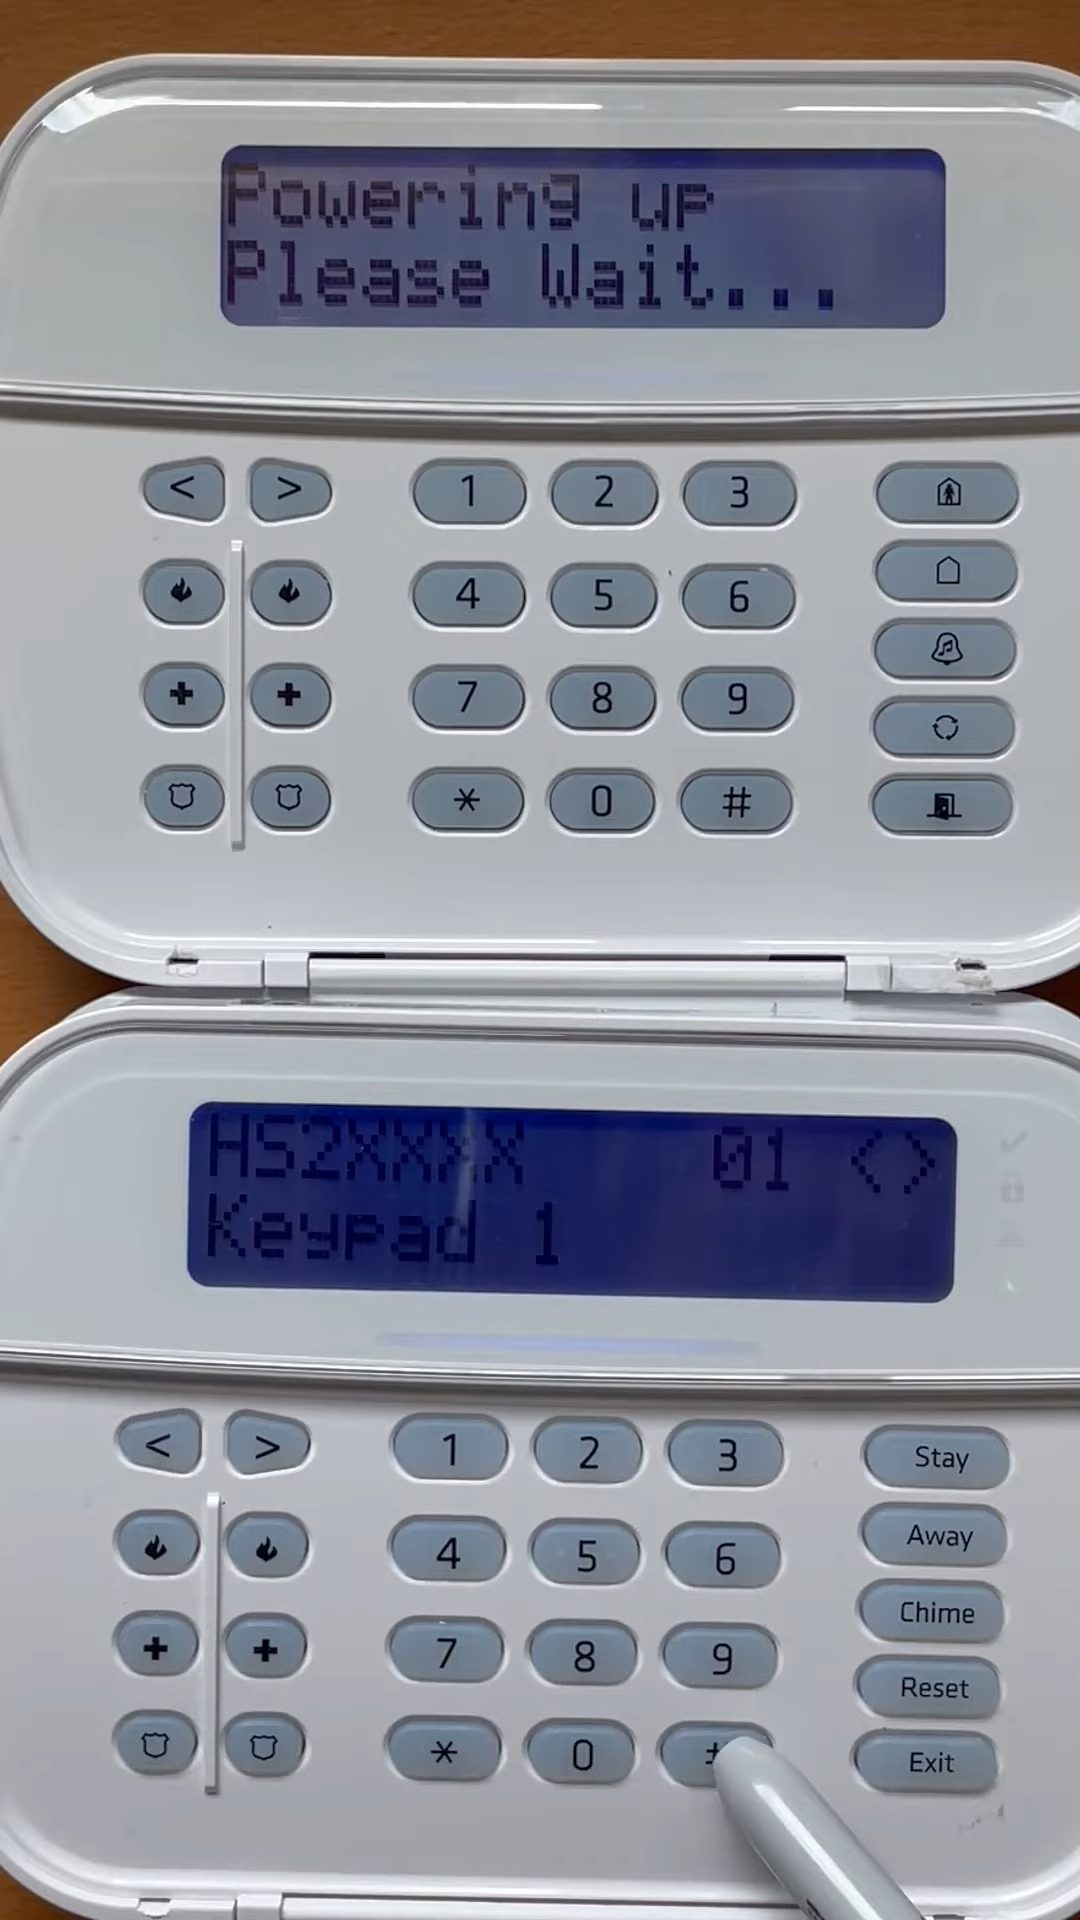 Powering up
Please Wait...
< > 1 2 3
4 5 6
7 8 9
* 0 #
HS2XXXX 01 <>
Keypad 1
< > 1 2 3 Stay
4 5 6 Away
7 8 9 Chime
Reset
* 0 Exit